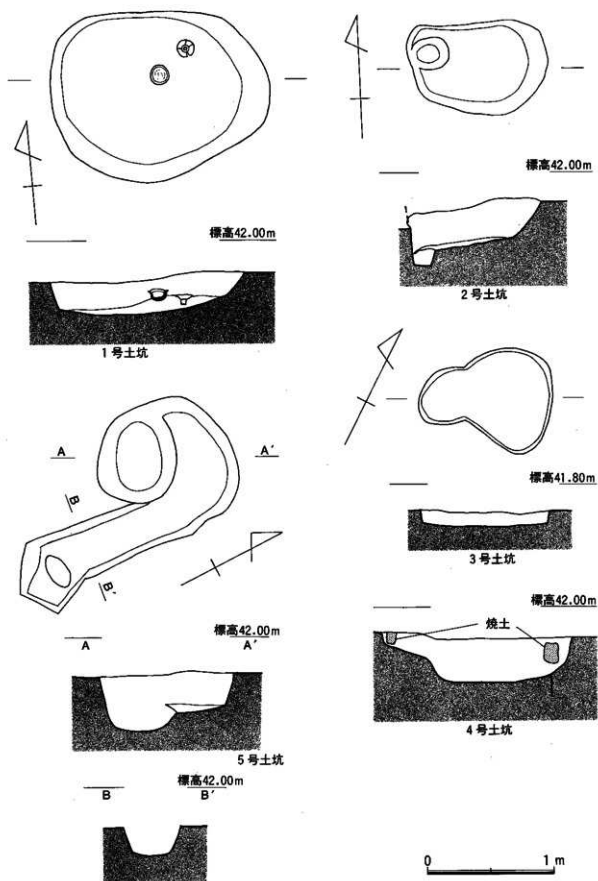 標高42.00m
1号土坑
標高42.00m
2号土坑
標高41.80m
3号土坑
標高42.00m
焼土
4号土坑
A A′
B
B′
標高42.00m
A A′
5号土坑
標高42.00m
B B′
0 1m